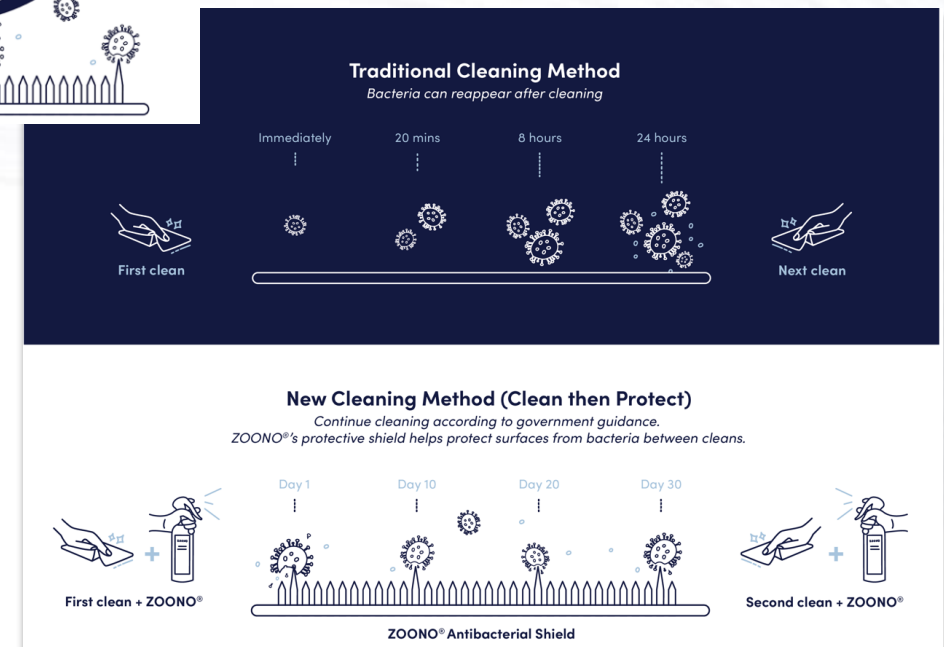 Traditional Cleaning Method
Bacteria can reappear after cleaning
Immediately
20 mins
8 hours
24 hours
First clean
Next clean
New Cleaning Method (Clean then Protect)
Continue cleaning according to government guidance.
ZOONO®'s protective shield helps protect surfaces from bacteria between cleans.
Day 1
Day 10
Day 20
Day 30
First clean + ZOONO®
Second clean + ZOONO®
ZOONO® Antibacterial Shield